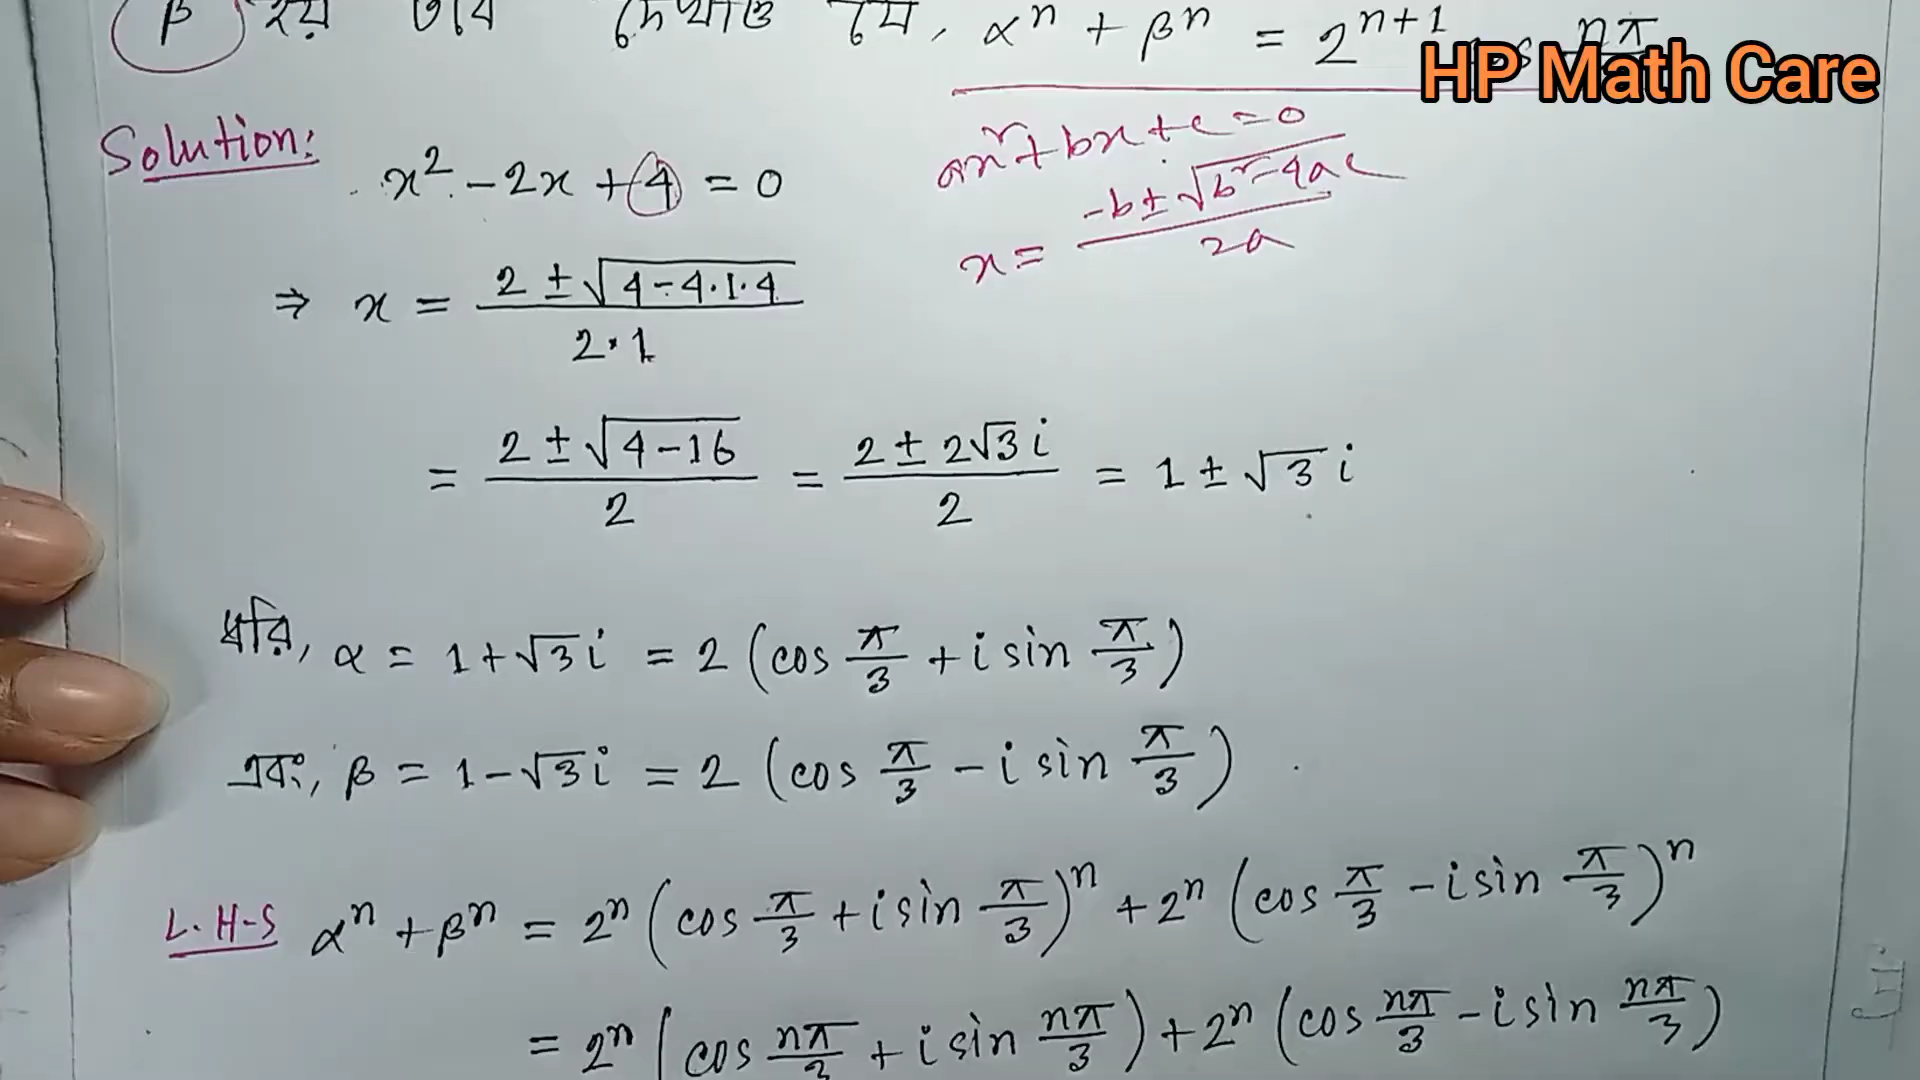 β হয় তবে দেখাও যে, αⁿ + βⁿ = 2ⁿ⁺¹ nπ
HP Math Care
Solution:
x² - 2x + 4 = 0
ax² + bx + c = 0
x = (-b ± √(b² - 4ac)) / 2a
⇒ x = (2 ± √(4 - 4·1·4)) / 2·1
= (2 ± √(4-16)) / 2 = (2 ± 2√3 i) / 2 = 1 ± √3 i
ধরি, α = 1 + √3 i = 2 (cos π/3 + i sin π/3)
এবং, β = 1 - √3 i = 2 (cos π/3 - i sin π/3)
L.H-S αⁿ + βⁿ = 2ⁿ (cos π/3 + i sin π/3)ⁿ + 2ⁿ (cos π/3 - i sin π/3)ⁿ
= 2ⁿ (cos nπ/3 + i sin nπ/3) + 2ⁿ (cos nπ/3 - i sin nπ/3)